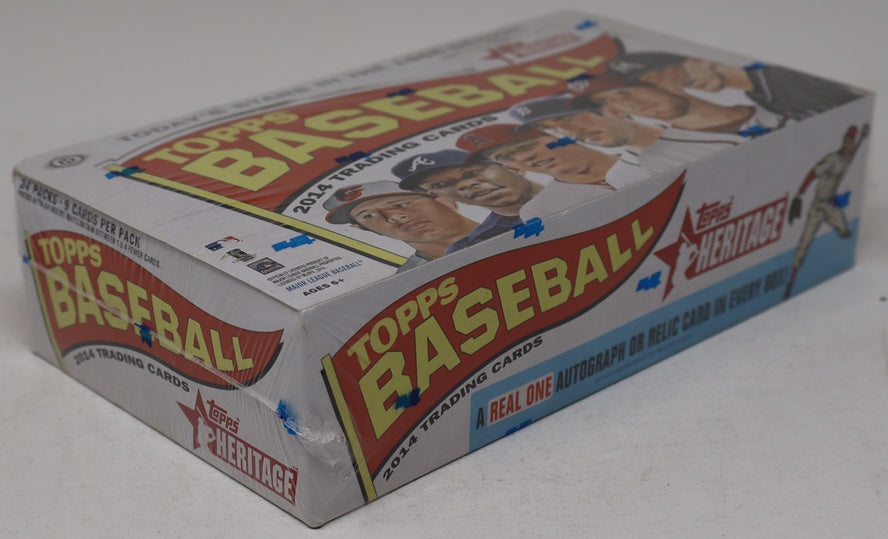 TODAY'S STARS IN THE
Topps
HERITAGE
TOPPS
BASEBALL
2014 TRADING CARDS
24 PACKS - 9 CARDS PER PACK
MAJOR LEAGUE BASEBALL
AGES 6+
TOPPS
BASEBALL
2014 TRADING CARDS
Topps
HERITAGE
TOPPS
BASEBALL
2014 TRADING CARDS
Topps
HERITAGE
A REAL ONE AUTOGRAPH OR RELIC CARD IN EVERY BOX!